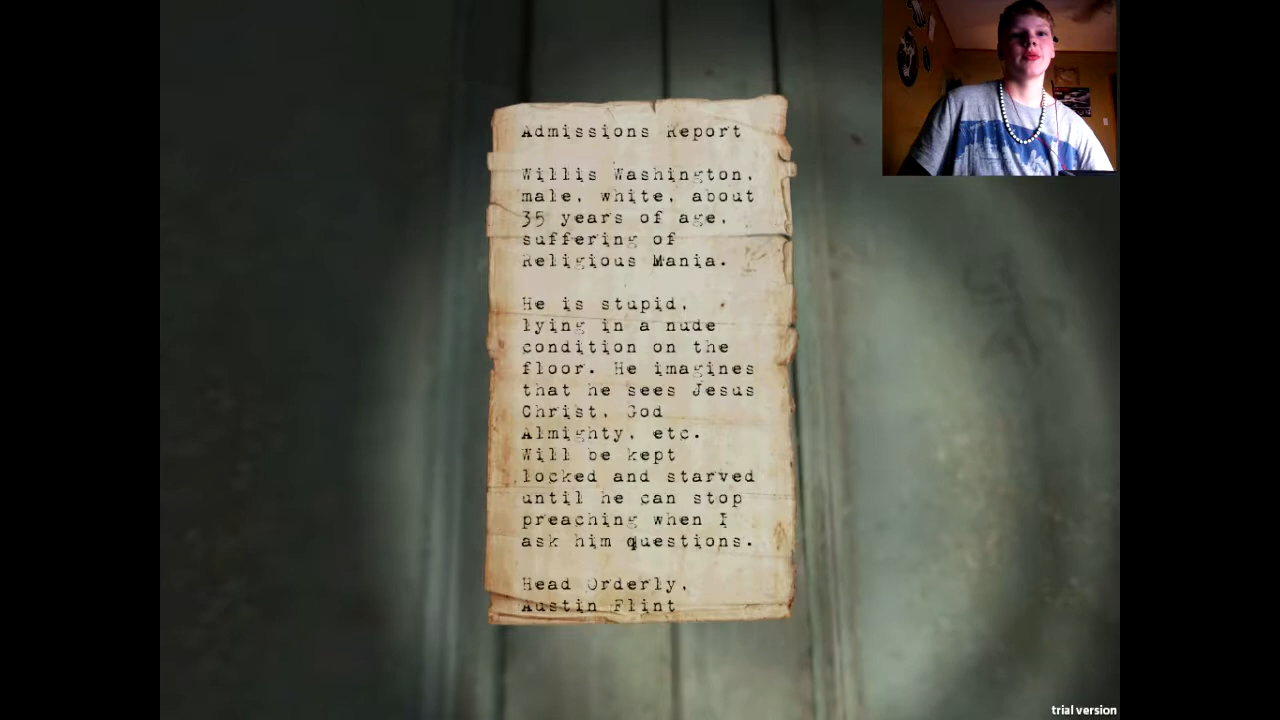 Admissions Report
Willis Washington,
male, white, about
35 years of age,
suffering of
Religious Mania.
He is stupid,
lying in a nude
condition on the
floor. He imagines
that he sees Jesus
Christ, God
Almighty, etc.
Will be kept
locked and starved
until he can stop
preaching when I
ask him questions.
Head Orderly,
Austin Flint
trial version